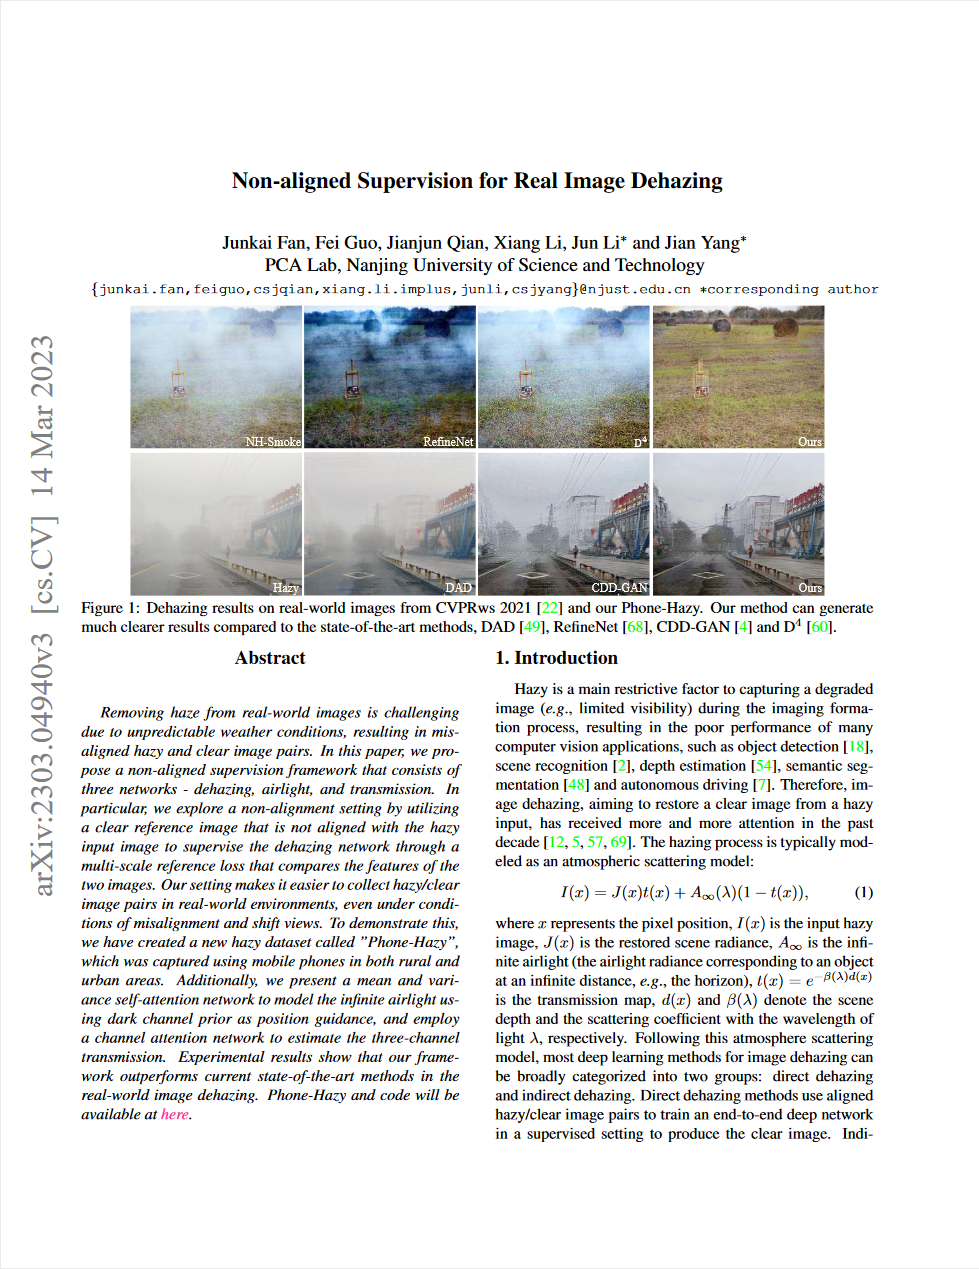 Non-aligned Supervision for Real Image Dehazing
Junkai Fan, Fei Guo, Jianjun Qian, Xiang Li, Jun Li* and Jian Yang*
PCA Lab, Nanjing University of Science and Technology
{junkai.fan,feiguo,csjqian,xiang.li.implus,junli,csjyang}@njust.edu.cn *corresponding author
NH-Smoke
RefineNet
D⁴
Ours
Hazy
DAD
CDD-GAN
Ours
Figure 1: Dehazing results on real-world images from CVPRws 2021 [22] and our Phone-Hazy. Our method can generate
much clearer results compared to the state-of-the-art methods, DAD [49], RefineNet [68], CDD-GAN [4] and D⁴ [60].
arXiv:2303.04940v3 [cs.CV] 14 Mar 2023
Abstract
Removing haze from real-world images is challenging
due to unpredictable weather conditions, resulting in mis-
aligned hazy and clear image pairs. In this paper, we pro-
pose a non-aligned supervision framework that consists of
three networks - dehazing, airlight, and transmission. In
particular, we explore a non-alignment setting by utilizing
a clear reference image that is not aligned with the hazy
input image to supervise the dehazing network through a
multi-scale reference loss that compares the features of the
two images. Our setting makes it easier to collect hazy/clear
image pairs in real-world environments, even under condi-
tions of misalignment and shift views. To demonstrate this,
we have created a new hazy dataset called ”Phone-Hazy”,
which was captured using mobile phones in both rural and
urban areas. Additionally, we present a mean and vari-
ance self-attention network to model the infinite airlight us-
ing dark channel prior as position guidance, and employ
a channel attention network to estimate the three-channel
transmission. Experimental results show that our frame-
work outperforms current state-of-the-art methods in the
real-world image dehazing. Phone-Hazy and code will be
available at here.
1. Introduction
Hazy is a main restrictive factor to capturing a degraded
image (e.g., limited visibility) during the imaging forma-
tion process, resulting in the poor performance of many
computer vision applications, such as object detection [18],
scene recognition [2], depth estimation [54], semantic seg-
mentation [48] and autonomous driving [7]. Therefore, im-
age dehazing, aiming to restore a clear image from a hazy
input, has received more and more attention in the past
decade [12, 5, 57, 69]. The hazing process is typically mod-
eled as an atmospheric scattering model:
I(x) = J(x)t(x) + A∞(λ)(1 − t(x)), (1)
where x represents the pixel position, I(x) is the input hazy
image, J(x) is the restored scene radiance, A∞ is the infi-
nite airlight (the airlight radiance corresponding to an object
at an infinite distance, e.g., the horizon), t(x) = e^{−β(λ)d(x)}
is the transmission map, d(x) and β(λ) denote the scene
depth and the scattering coefficient with the wavelength of
light λ, respectively. Following this atmosphere scattering
model, most deep learning methods for image dehazing can
be broadly categorized into two groups: direct dehazing
and indirect dehazing. Direct dehazing methods use aligned
hazy/clear image pairs to train an end-to-end deep network
in a supervised setting to produce the clear image. Indi-